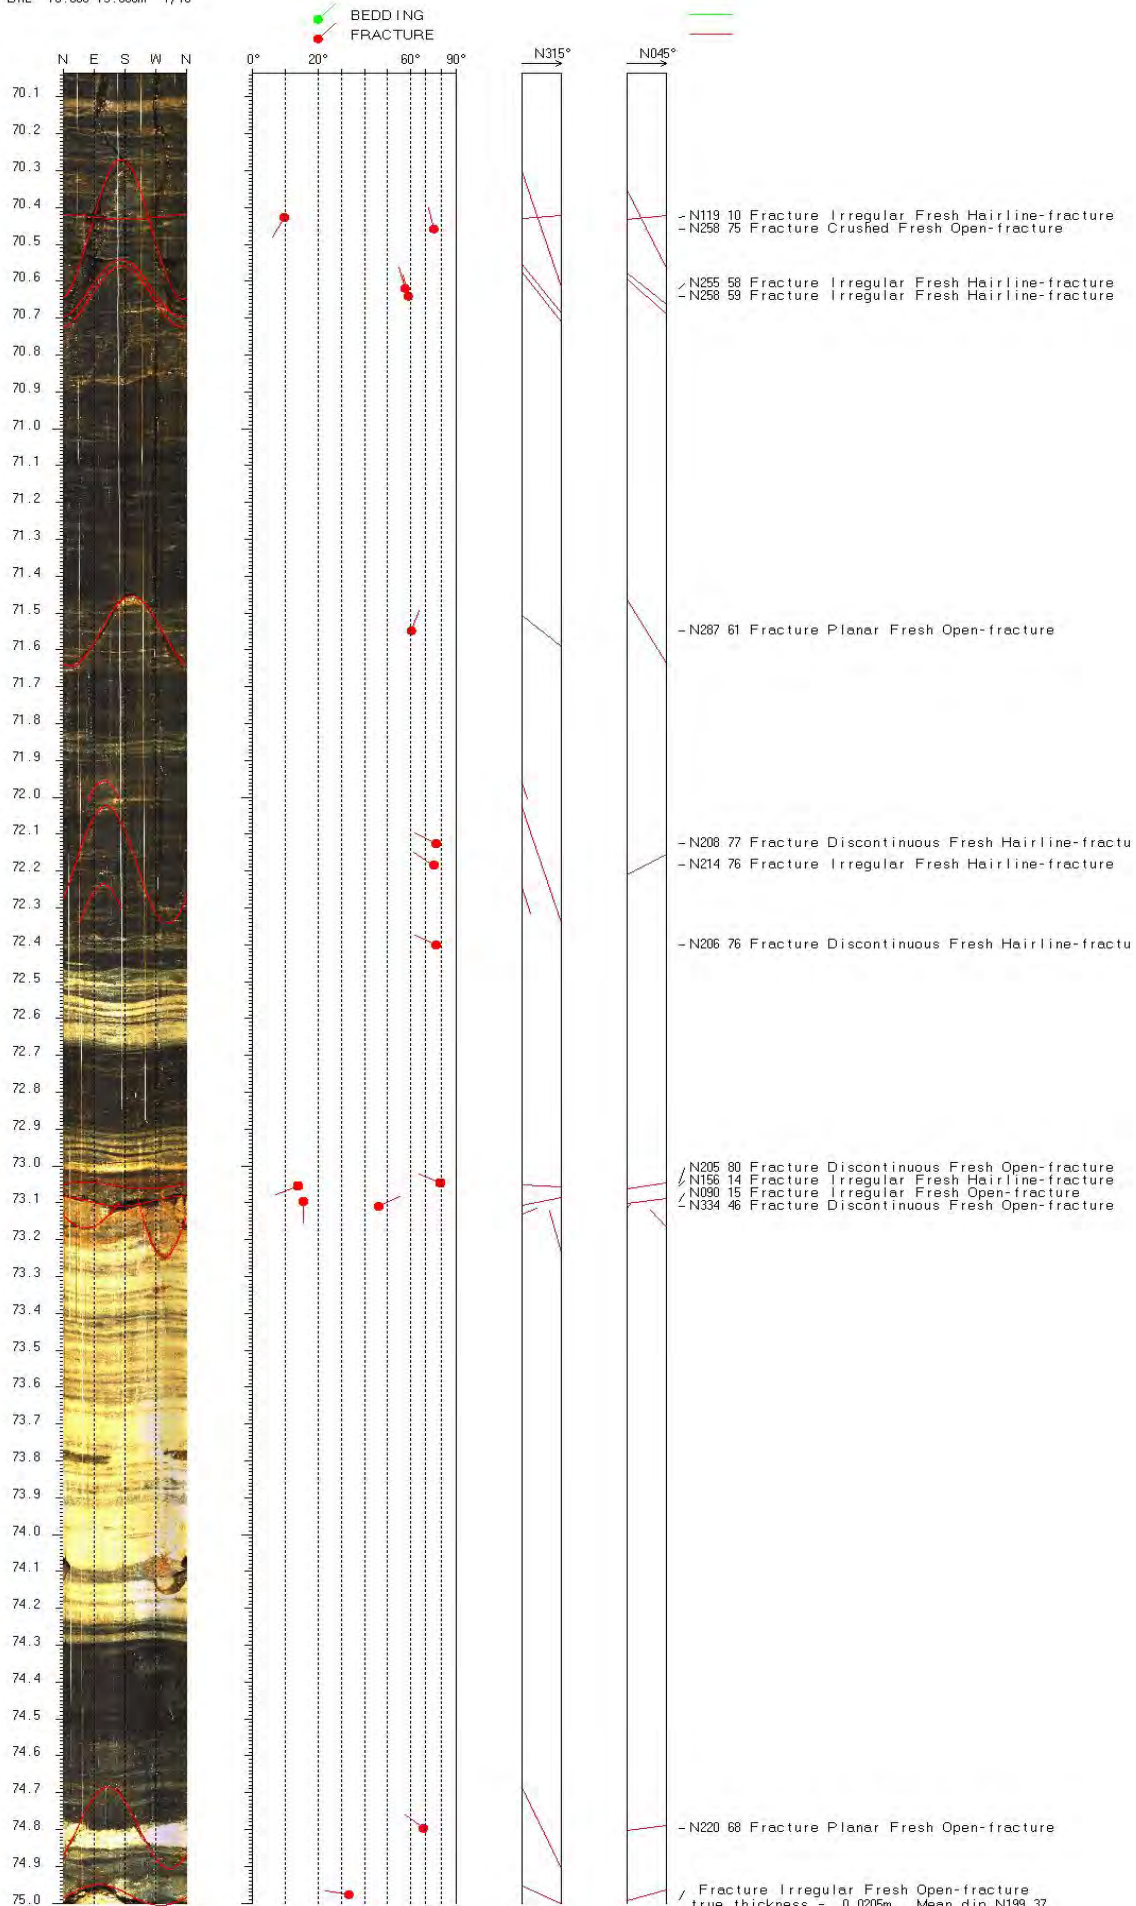 BEDDING
FRACTURE
N E S W N
0° 20° 60° 90°
N315°
N045°
70.1
70.2
70.3
70.4
N119 10 Fracture Irregular Fresh Hairline-fracture
N258 75 Fracture Crushed Fresh Open-fracture
70.5
70.6
N255 58 Fracture Irregular Fresh Hairline-fracture
N258 59 Fracture Irregular Fresh Hairline-fracture
70.7
70.8
70.9
71.0
71.1
71.2
71.3
71.4
71.5
N287 61 Fracture Planar Fresh Open-fracture
71.6
71.7
71.8
71.9
72.0
72.1
N208 77 Fracture Discontinuous Fresh Hairline-fractu
72.2
N214 76 Fracture Irregular Fresh Hairline-fracture
72.3
72.4
N206 76 Fracture Discontinuous Fresh Hairline-fractu
72.5
72.6
72.7
72.8
72.9
73.0
N205 80 Fracture Discontinuous Fresh Open-fracture
N156 14 Fracture Irregular Fresh Hairline-fracture
N090 15 Fracture Irregular Fresh Open-fracture
73.1
N334 46 Fracture Discontinuous Fresh Open-fracture
73.2
73.3
73.4
73.5
73.6
73.7
73.8
73.9
74.0
74.1
74.2
74.3
74.4
74.5
74.6
74.7
74.8
N220 68 Fracture Planar Fresh Open-fracture
74.9
Fracture Irregular Fresh Open-fracture
75.0
true thickness = 0.0205m Mean dip N199 37